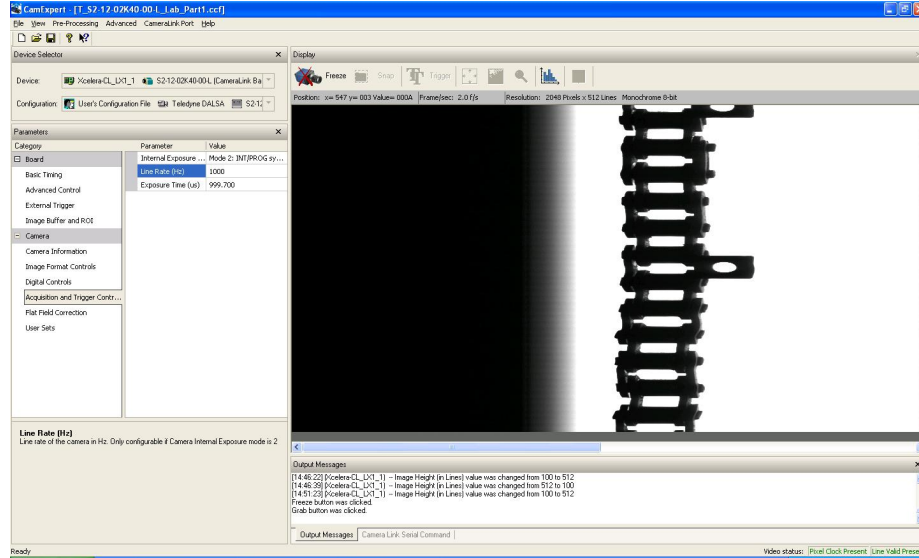 CamExpert - [T_S2-12-02K40-00-L_Lab_Part1.ccf]
File View Pre-Processing Advanced CameraLink Port Help
Device Selector
Device: Xcelera-CL_LX1_1 S2-12-02K40-00-L (CameraLink Ba
Configuration: User's Configuration File Teledyne DALSA S2-12
Parameters
Category Parameter Value
Board
Basic Timing
Advanced Control
External Trigger
Image Buffer and ROI
Camera
Camera Information
Image Format Controls
Digital Controls
Acquisition and Trigger Contr...
Flat Field Correction
User Sets
Internal Exposure ... Mode 2: INT/PROG sy...
Line Rate (Hz) 1000
Exposure Time (us) 999.700
Line Rate (Hz)
Line rate of the camera in Hz. Only configurable if Camera Internal Exposure mode is 2
Display
Freeze Snap Trigger
Position: x= 547 y= 003 Value= 000A Frame/sec: 2.0 f/s Resolution: 2048 Pixels x 512 Lines Monochrome 8-bit
Output Messages
[14:46:22] (Xcelera-CL_LX1_1) -- Image Height (in Lines) value was changed from 100 to 512
[14:46:39] (Xcelera-CL_LX1_1) -- Image Height (in Lines) value was changed from 512 to 100
[14:51:23] (Xcelera-CL_LX1_1) -- Image Height (in Lines) value was changed from 100 to 512
Freeze button was clicked.
Grab button was clicked.
Output Messages Camera Link Serial Command
Ready
Video status: Pixel Clock Present Line Valid Prese